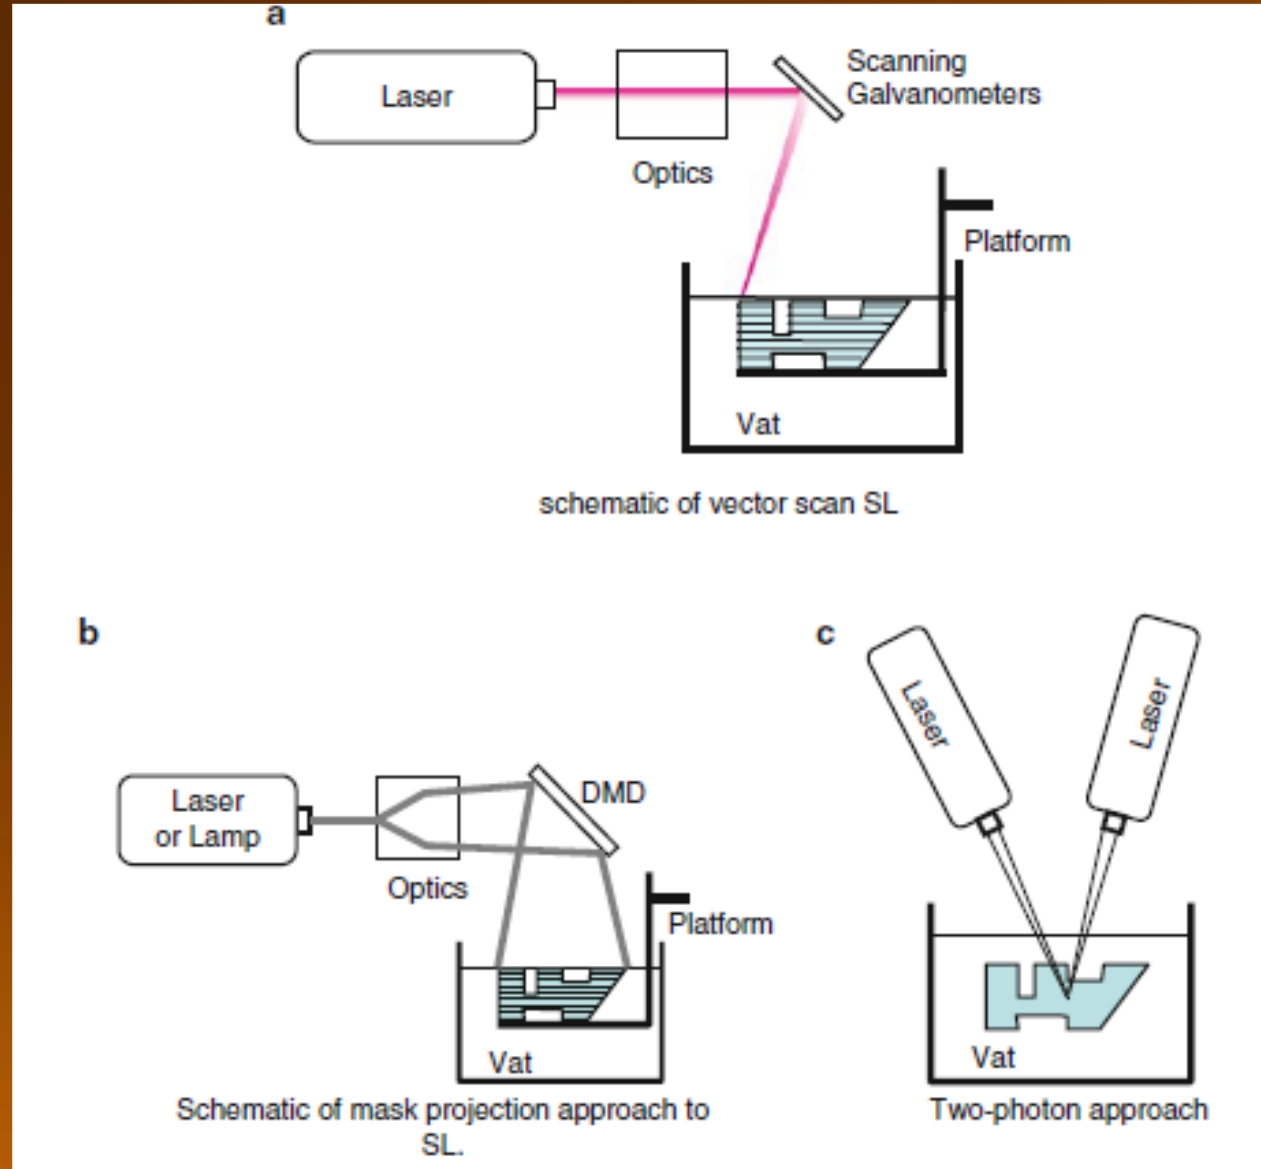 a
Laser
Scanning
Galvanometers
Optics
Platform
Vat
schematic of vector scan SL
b
Laser
or Lamp
DMD
Optics
Platform
Vat
Schematic of mask projection approach to
SL.
c
Laser
Laser
Vat
Two-photon approach